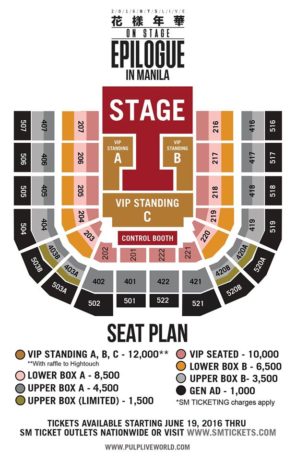 2 0 1 6 B T S L I V E
花樣年華
ON STAGE
EPILOGUE
IN MANILA
STAGE
VIP
STANDING
A
VIP
STANDING
B
VIP STANDING
C
CONTROL BOOTH
507 407 207 216 416 516
506 406 206 217 417 517
505 405 205 218 418 518
504 404 204 219 419 519
203 220
202 201 222 221
403B 403A 420A 420B
503B 503A 520B 520A
402 401 422 421
502 501 522 521
SEAT PLAN
VIP STANDING A, B, C - 12,000**
**With raffle to Hightouch
LOWER BOX A - 8,500
UPPER BOX A - 4,500
UPPER BOX (LIMITED) - 1,500
VIP SEATED - 10,000
LOWER BOX B - 6,500
UPPER BOX B- 3,500
GEN AD - 1,000
*SM TICKETING charges apply
TICKETS AVAILABLE STARTING JUNE 19, 2016 THRU
SM TICKET OUTLETS NATIONWIDE OR VISIT WWW.SMTICKETS.COM
WWW.PULPLIVEWORLD.COM